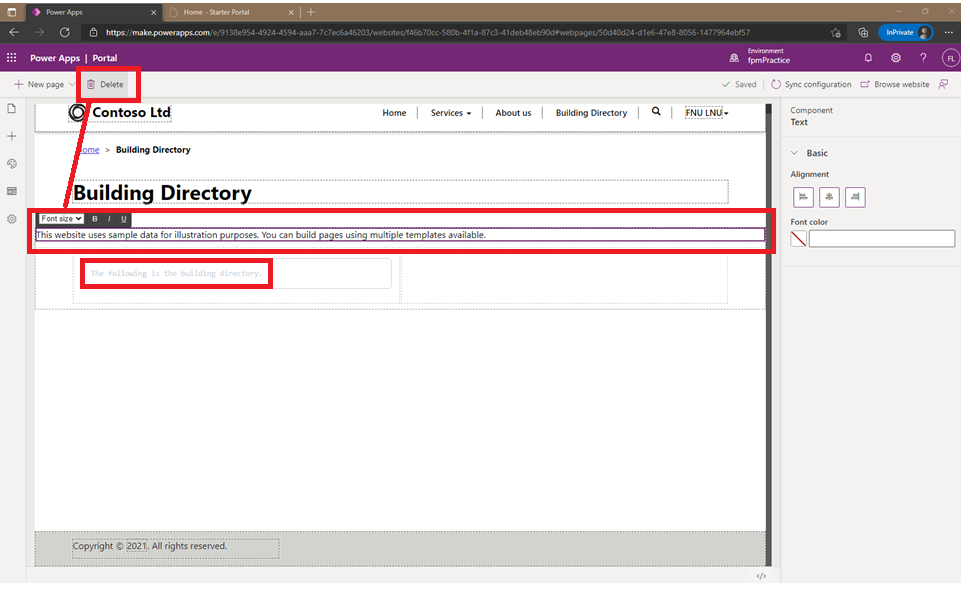 Power Apps
Home - Starter Portal
https://make.powerapps.com/e/9138e954-4924-4594-aaa7-7c7ec6a46203/websites/f46b70cc-580b-4f1a-87c3-41deb48eb90d#webpages/50d40d24-d1e6-47e8-8056-1477964ebf57
InPrivate
Power Apps | Portal
Environment
fpmPractice
?
FL
New page
Delete
Saved
Sync configuration
Browse website
Contoso Ltd
Home
Services
About us
Building Directory
FNU LNU
Home > Building Directory
Building Directory
Font size
B I U
This website uses sample data for illustration purposes. You can build pages using multiple templates available.
The following is the building directory.
Copyright © 2021. All rights reserved.
</>
Component
Text
Basic
Alignment
Font color